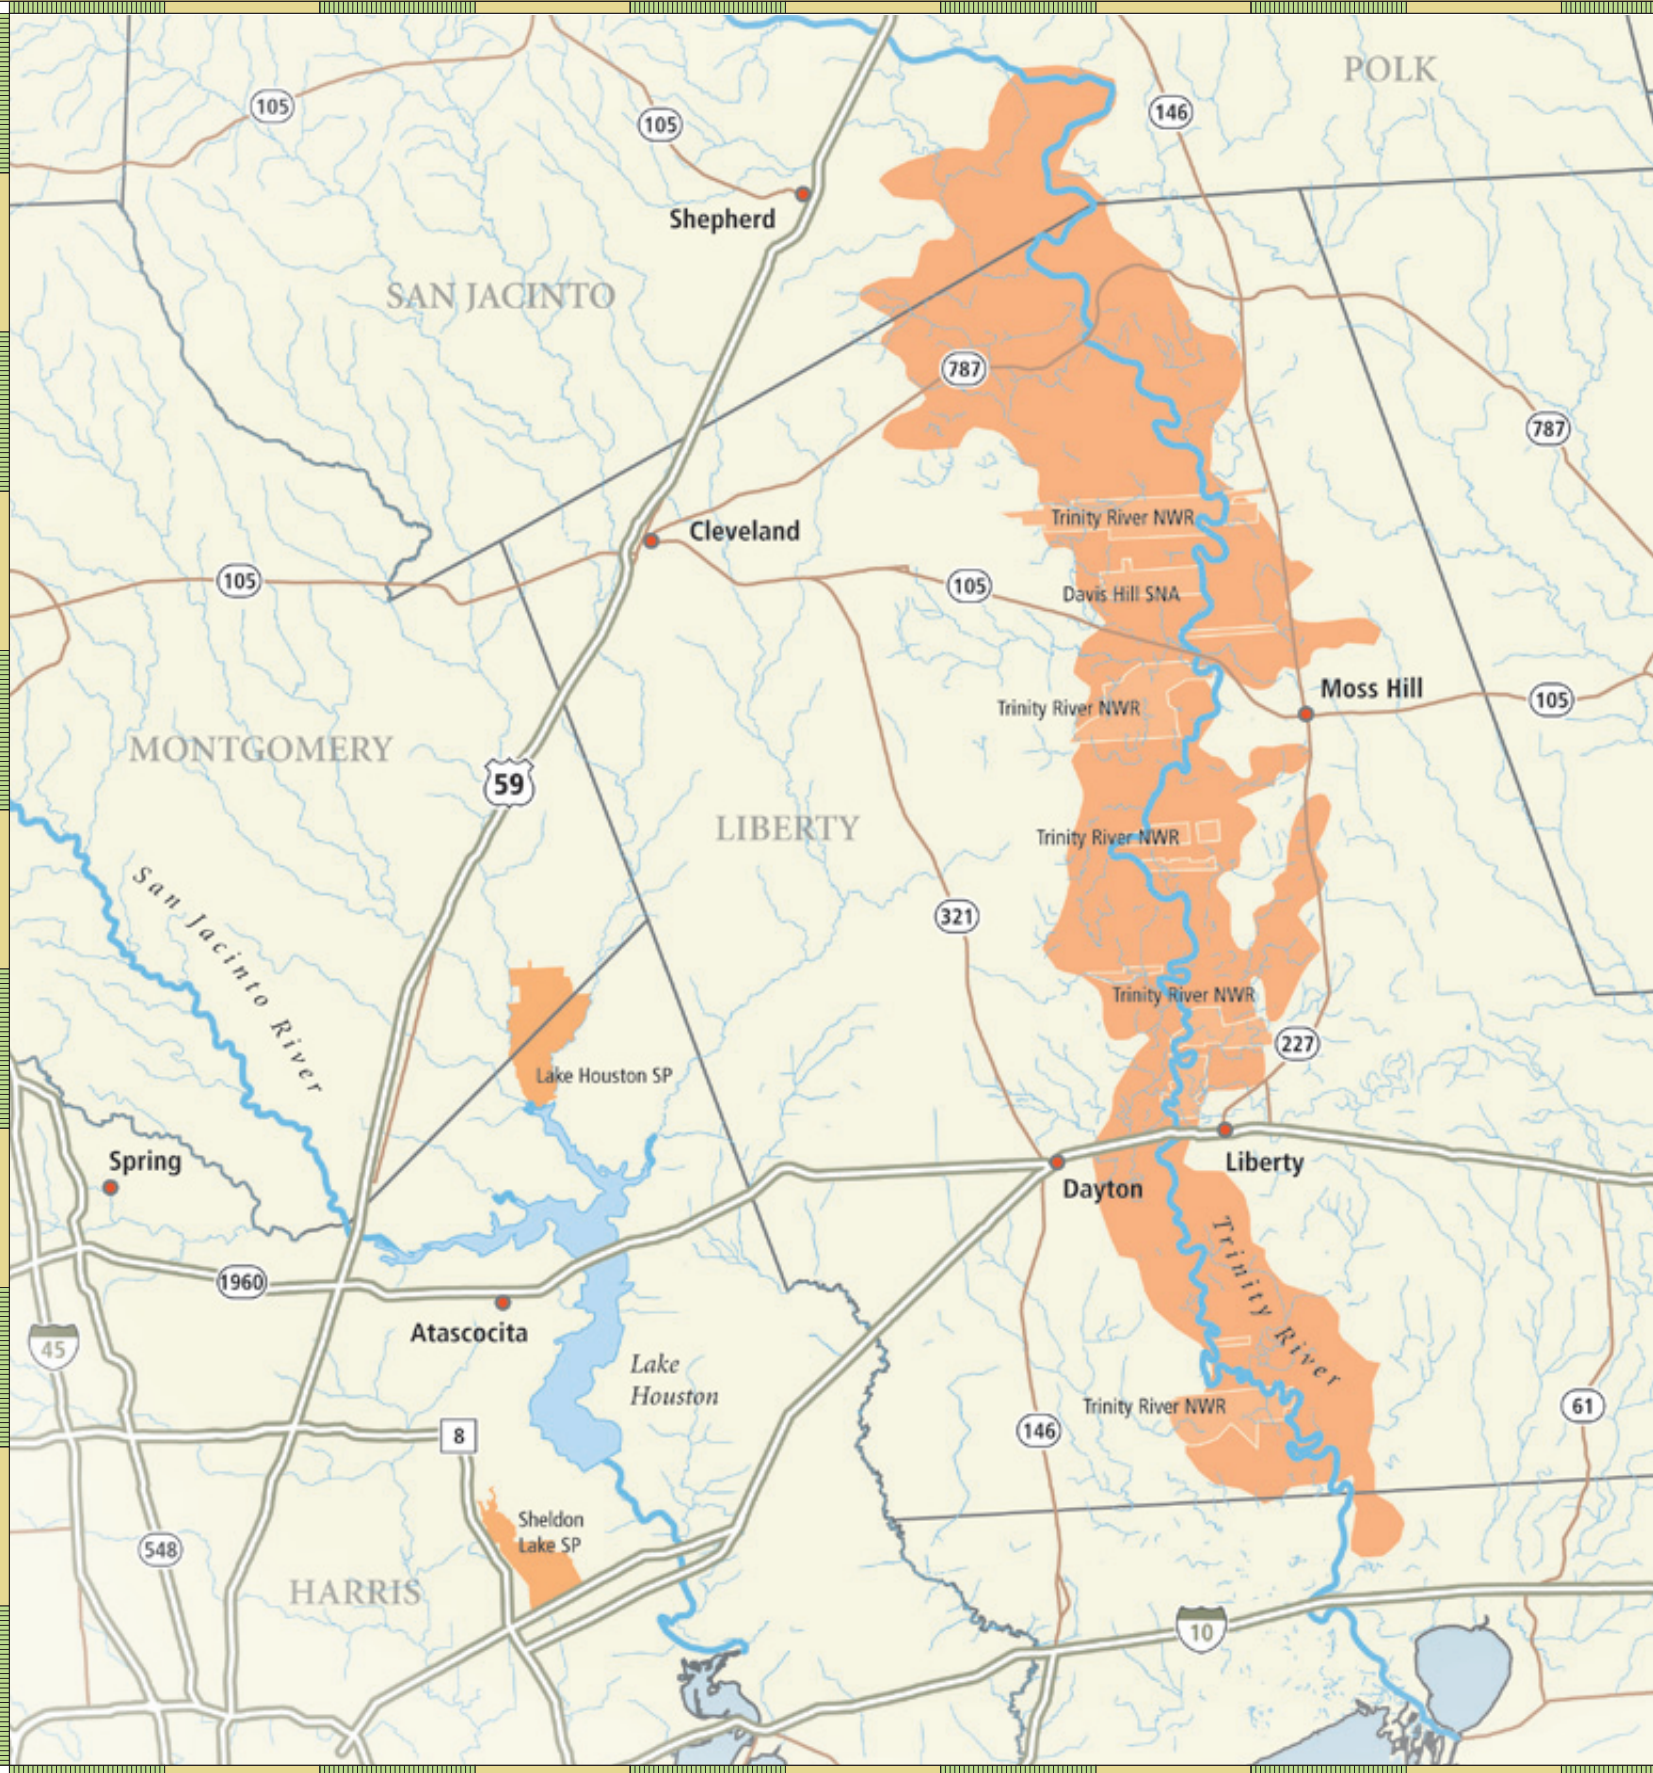 POLK
105
105
146
Shepherd
SAN JACINTO
787
787
Trinity River NWR
Cleveland
105
105
Davis Hill SNA
Moss Hill
105
Trinity River NWR
MONTGOMERY
59
LIBERTY
Trinity River NWR
San Jacinto River
321
Trinity River NWR
227
Lake Houston SP
Spring
Liberty
Dayton
Trinity River
1960
Atascocita
45
Lake
Houston
Trinity River NWR
61
146
8
Sheldon
Lake SP
548
HARRIS
10